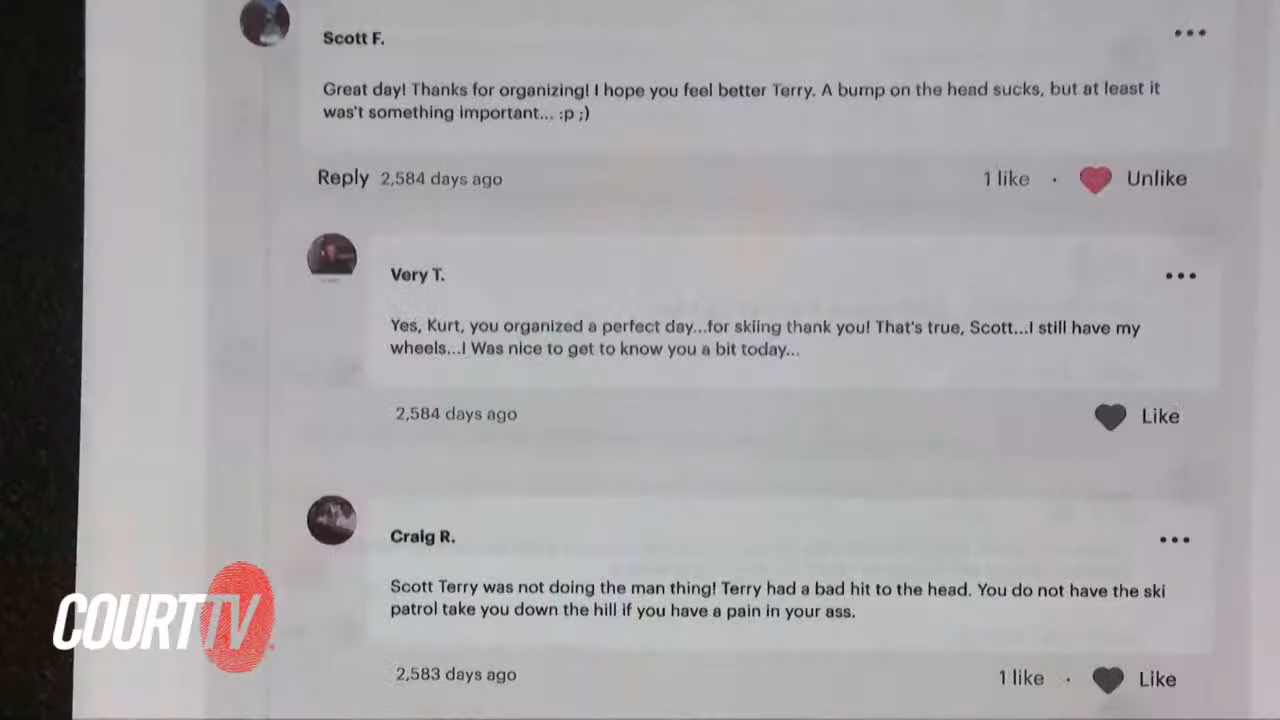 Scott F.
Great day! Thanks for organizing! I hope you feel better Terry. A bump on the head sucks, but at least it
was't something important... :p ;)
Reply 2,584 days ago 1 like · Unlike
Very T.
Yes, Kurt, you organized a perfect day...for skiing thank you! That's true, Scott...I still have my
wheels...! Was nice to get to know you a bit today...
2,584 days ago Like
Craig R.
Scott Terry was not doing the man thing! Terry had a bad hit to the head. You do not have the ski
patrol take you down the hill if you have a pain in your ass.
COURT TV
2,583 days ago 1 like · Like